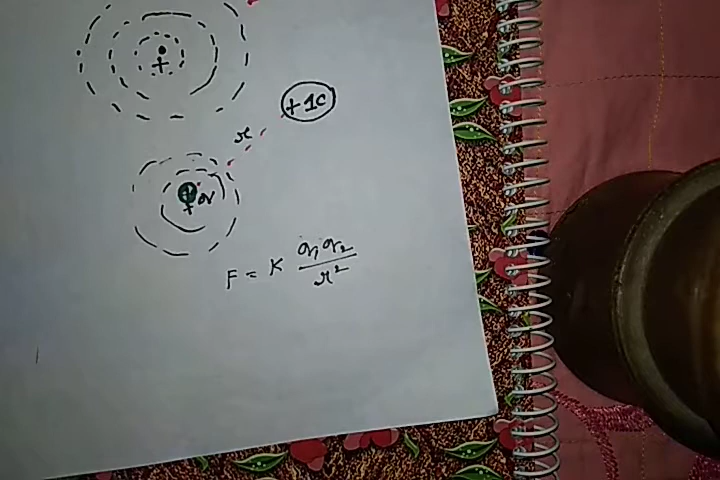 +
+1C
r
+q
F = K q₁q₂/r²